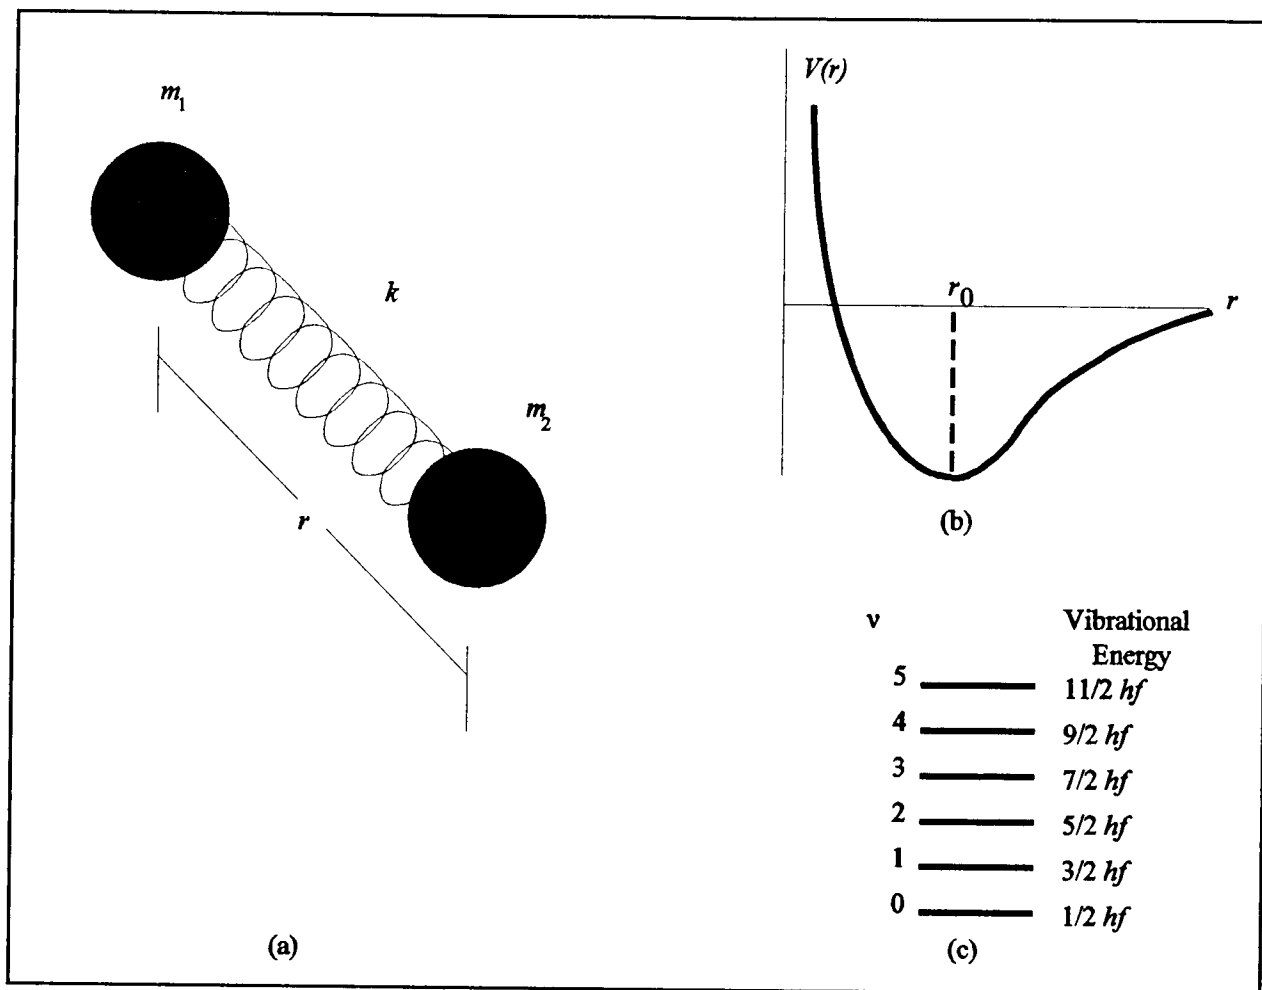 m1
k
m2
r
(a)
V(r)
r0
r
(b)
ν Vibrational
Energy
5 11/2 hf
4 9/2 hf
3 7/2 hf
2 5/2 hf
1 3/2 hf
0 1/2 hf
(c)